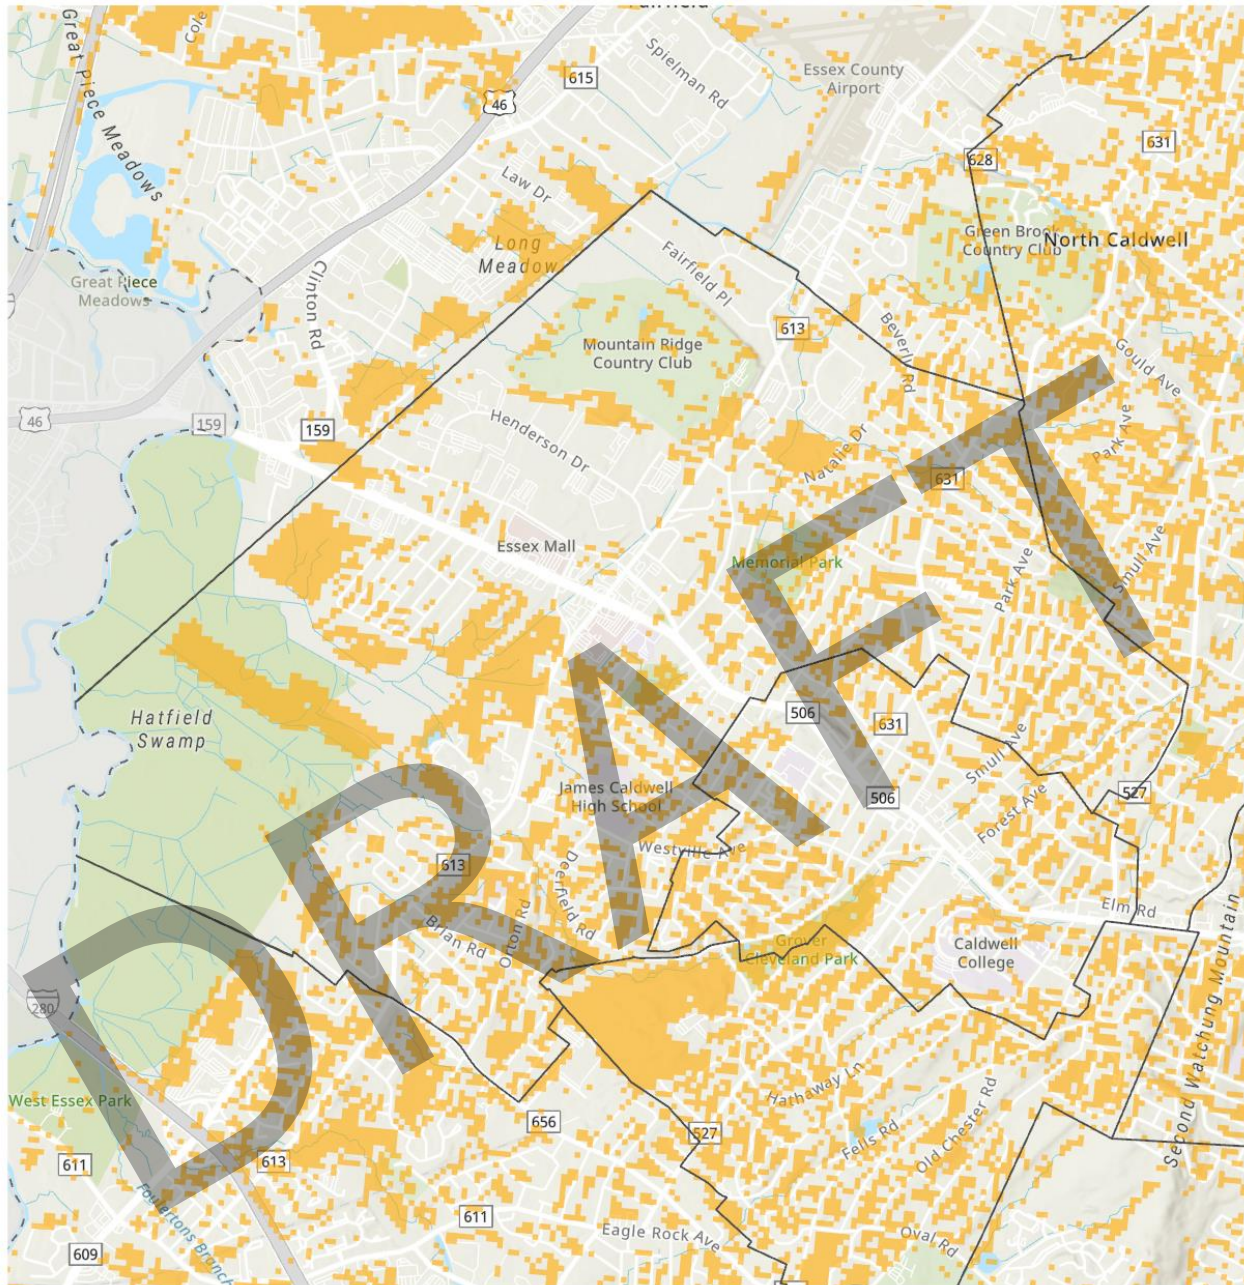 Fairfield
Great Piece Meadows
Cole
615
Spielman Rd
Essex County
Airport
46
631
628
Law Dr
Green Brook
Country Club
North Caldwell
Long
Meadow
Fairfield Pl
Great Piece
Meadows
Clinton Rd
613
Beverly Rd
Mountain Ridge
Country Club
Gould Ave
46
159
159
Henderson Dr
Natalie Dr
Park Ave
631
Essex Mall
Memorial Park
Park Ave
Smull Ave
Hatfield
Swamp
506
631
Smull Ave
James Caldwell
High School
506
527
Forest Ave
Westville Ave
613
Deerfield Rd
Orton Rd
Brian Rd
Elm Rd
Grover
Cleveland Park
Caldwell
College
280
Second Watchung Mountain
West Essex Park
Hathaway Ln
656
527
Fells Rd
Old Chester Rd
611
613
Foulertons Branch
611
Eagle Rock Ave
Oval Rd
609
DRAFT